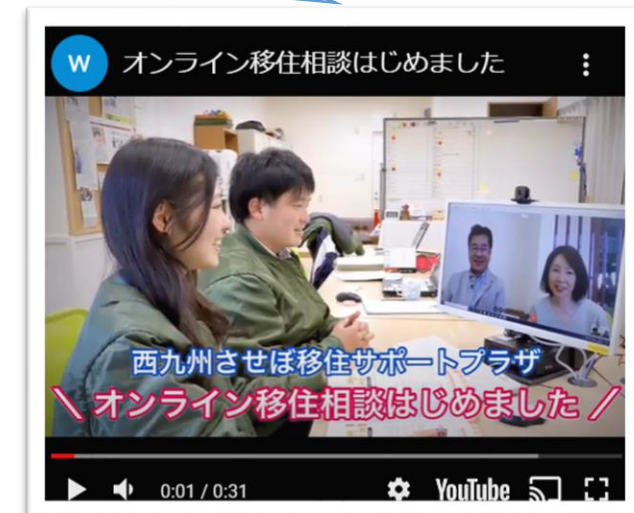 W オンライン移住相談はじめました
西九州させぼ移住サポートプラザ
\ オンライン移住相談はじめました /
0:01 / 0:31 YouTube